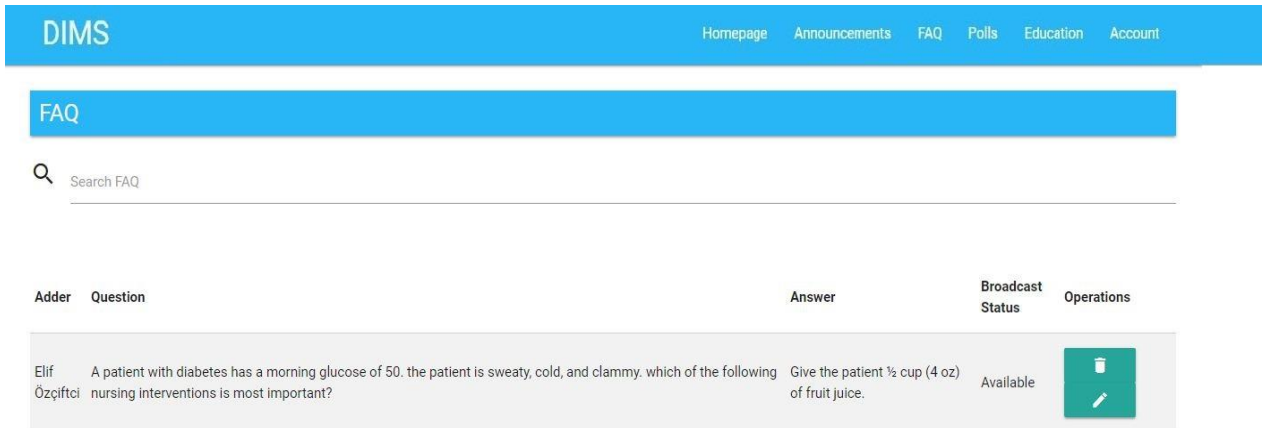 DIMS
Homepage Announcements FAQ Polls Education Account
FAQ
Search FAQ
Adder Question Answer Broadcast Status Operations
Elif Özçiftci
A patient with diabetes has a morning glucose of 50. the patient is sweaty, cold, and clammy. which of the following
nursing interventions is most important?
Give the patient ½ cup (4 oz)
of fruit juice.
Available